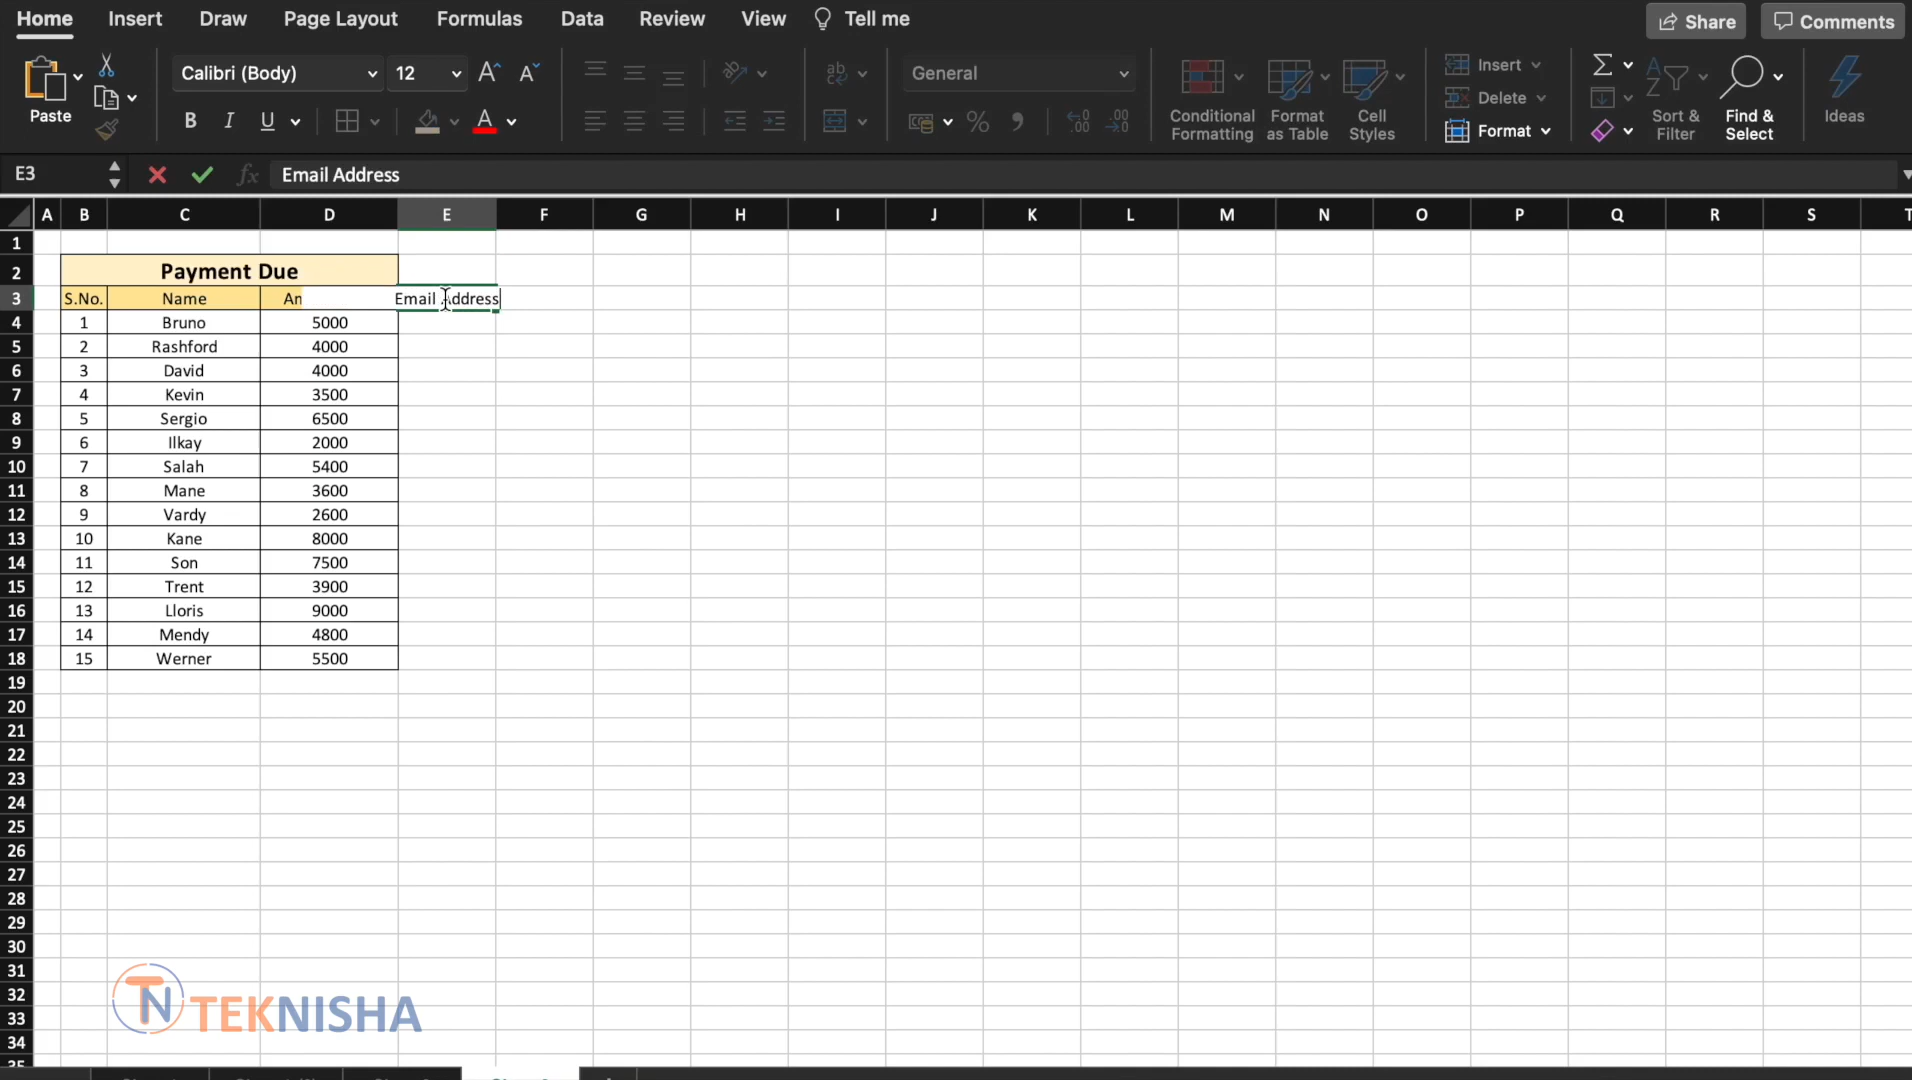 Home Insert Draw Page Layout Formulas Data Review View Tell me Share Comments
Calibri (Body) 12 General Insert
Delete
Paste B I U Conditional Formatting Format as Table Cell Styles Format Sort & Filter Find & Select Ideas
E3 fx Email Address
A B C D E F G H I J K L M N O P Q R S T
1
2 Payment Due
3 S.No. Name An Email Address
4 1 Bruno 5000
5 2 Rashford 4000
6 3 David 4000
7 4 Kevin 3500
8 5 Sergio 6500
9 6 Ilkay 2000
10 7 Salah 5400
11 8 Mane 3600
12 9 Vardy 2600
13 10 Kane 8000
14 11 Son 7500
15 12 Trent 3900
16 13 Lloris 9000
17 14 Mendy 4800
18 15 Werner 5500
19
20
21
22
23
24
25
26
27
28
29
30
31
32
33
34
35
TN TEKNISHA